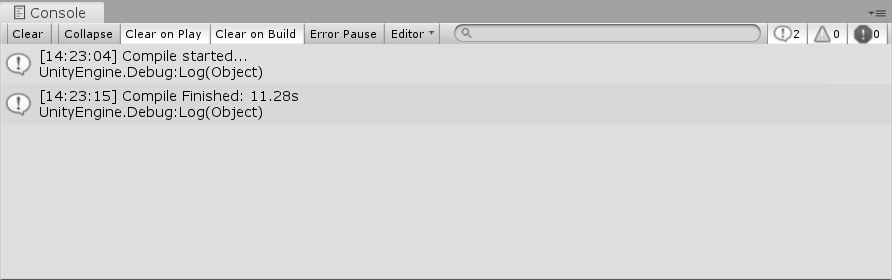 Console
Clear Collapse Clear on Play Clear on Build Error Pause Editor 2 0 0
[14:23:04] Compile started...
UnityEngine.Debug:Log(Object)
[14:23:15] Compile Finished: 11.28s
UnityEngine.Debug:Log(Object)